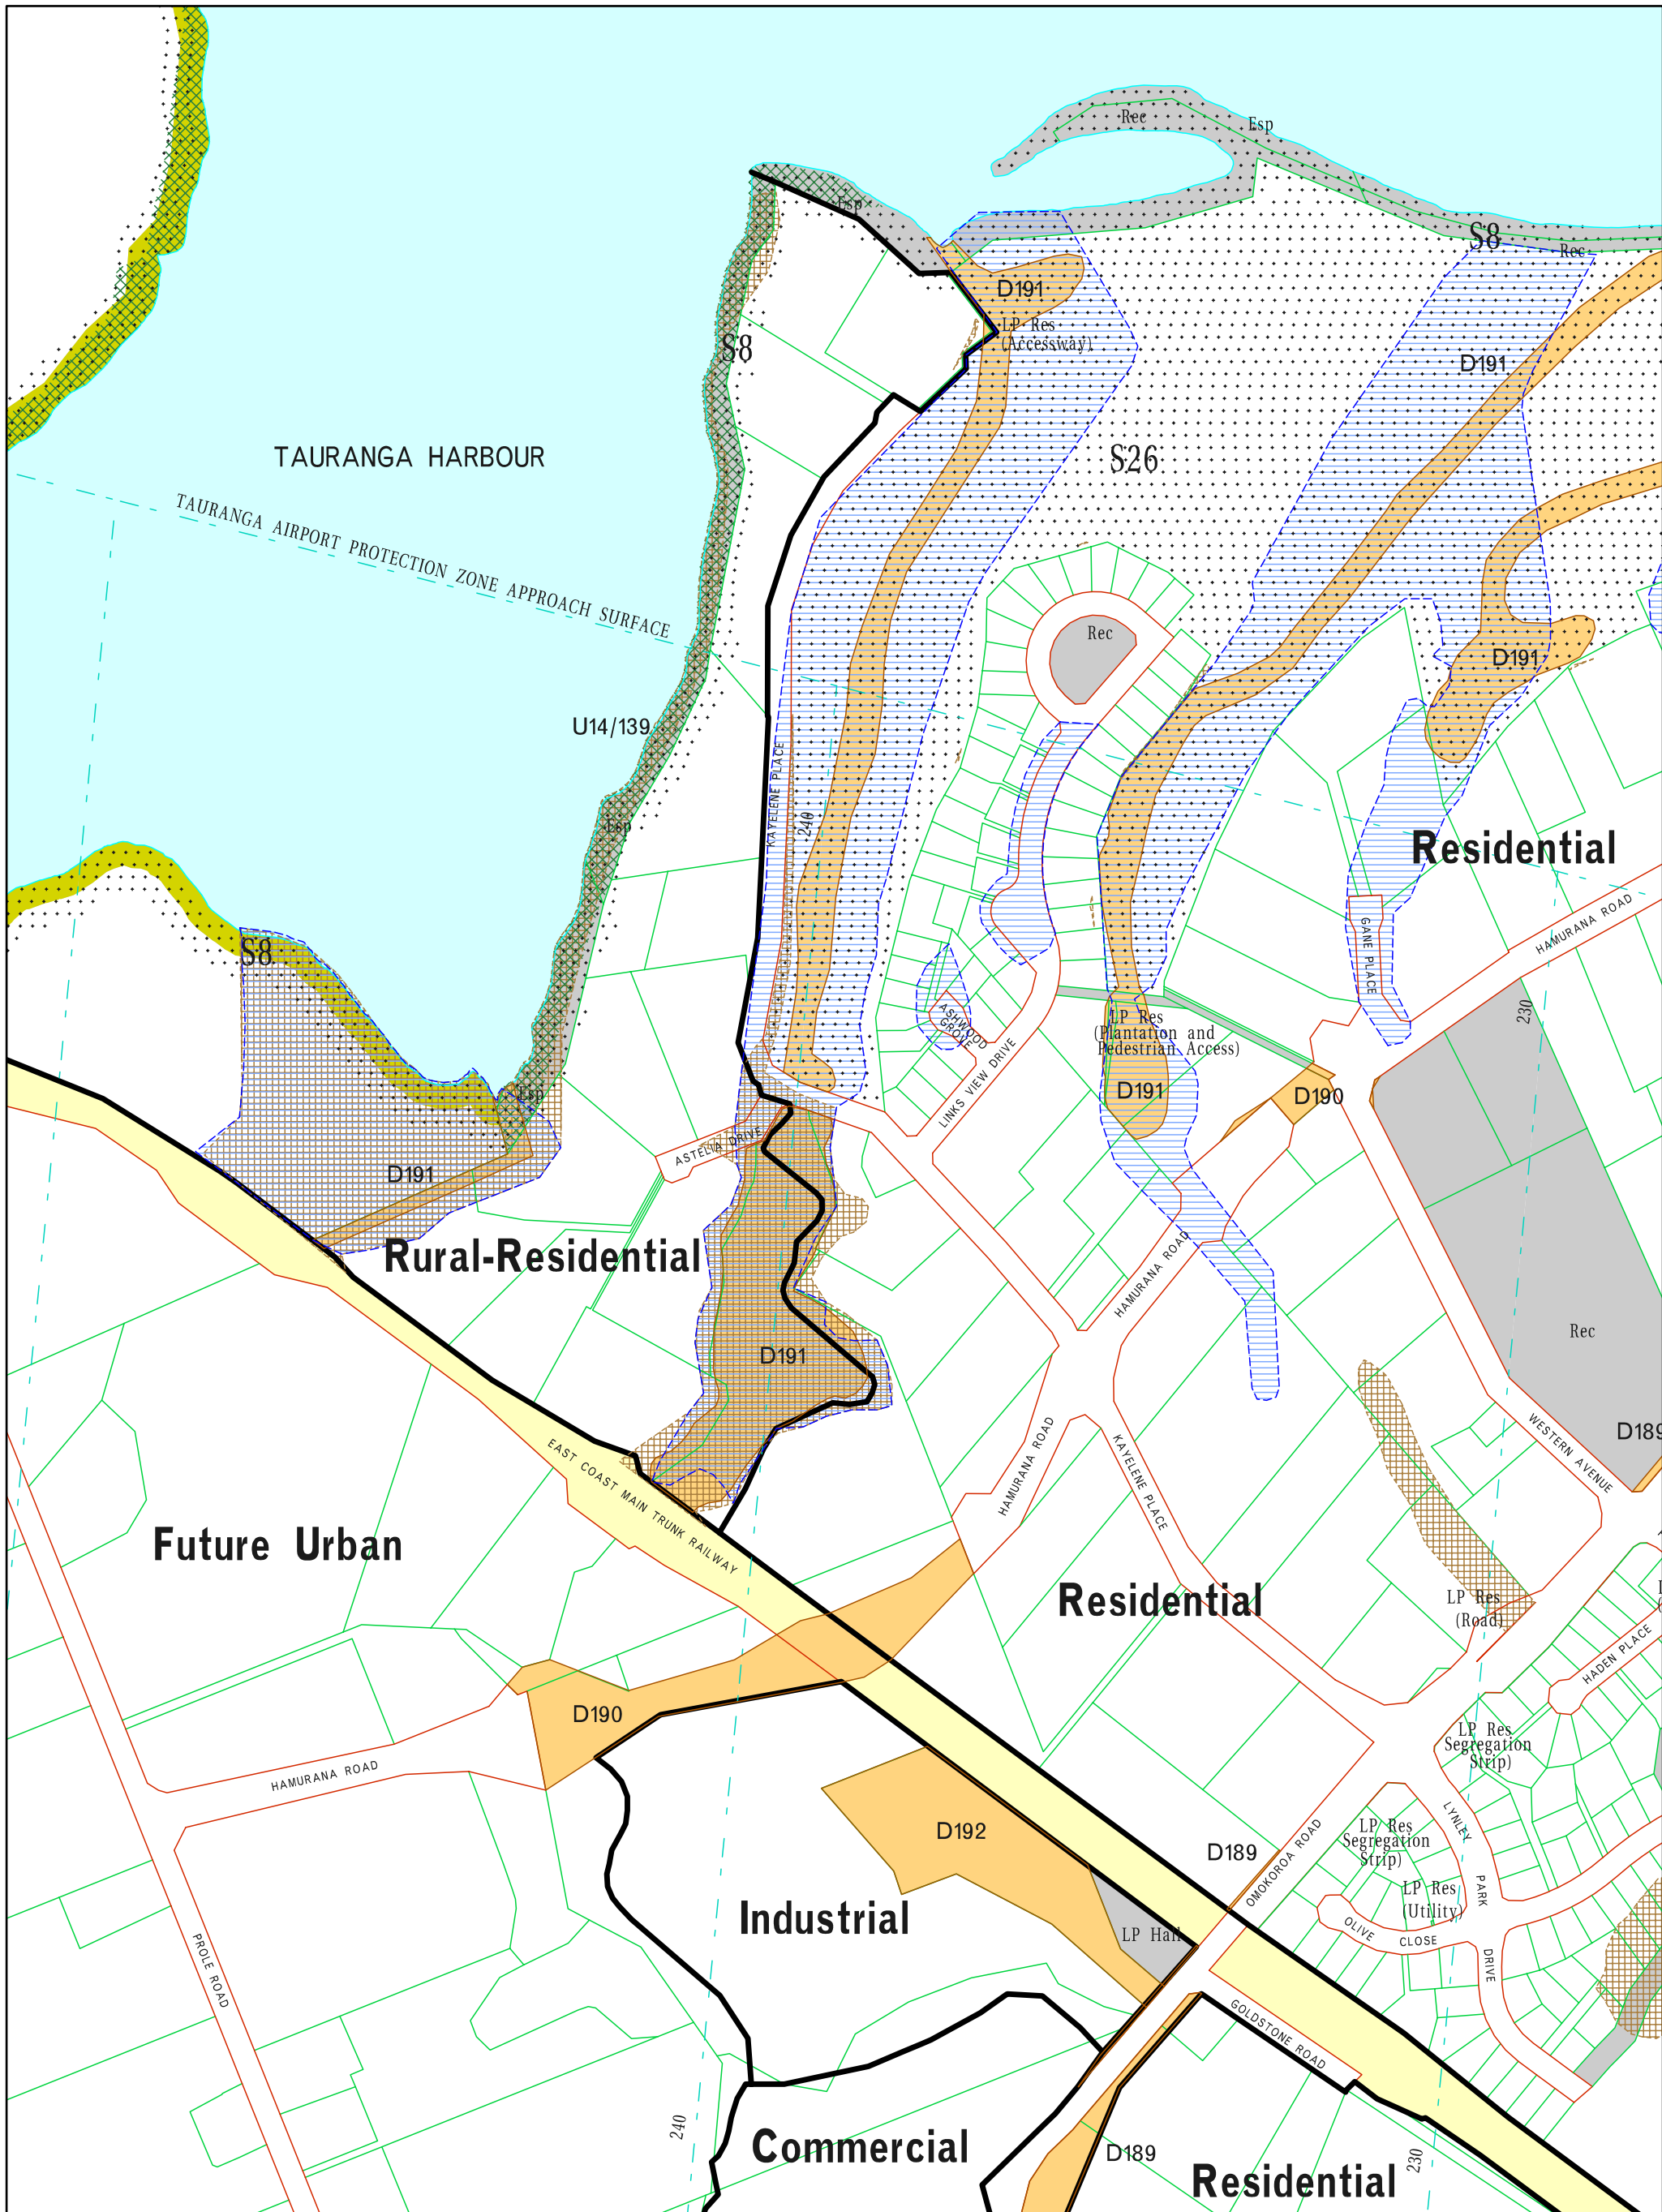 Rec
Esp
Esp
S8
Rec
D191
LP Res
(Accessway)
S8
D191
TAURANGA HARBOUR
S26
TAURANGA AIRPORT PROTECTION ZONE APPROACH SURFACE
Rec
D191
U14/139
KAYELENE PLACE
240
Esp
Residential
S8
GANE PLACE
HAMURANA ROAD
230
ASHWOOD
GROVE
LINKS VIEW DRIVE
LP Res
(Plantation and
Pedestrian Access)
Esp
D191
D190
ASTELIA DRIVE
D191
Rural-Residential
HAMURANA ROAD
Rec
D191
WESTERN AVENUE
D189
HAMURANA ROAD
KAYELENE PLACE
EAST COAST MAIN TRUNK RAILWAY
Future Urban
Residential
LP Res
(Road)
HADEN PLACE
D190
LP Res
Segregation
Strip)
HAMURANA ROAD
D192
D189
OMOKOROA ROAD
LYNLEY
PARK
DRIVE
LP Res
Segregation
Strip)
LP Res
(Utility)
OLIVE
CLOSE
Industrial
LP Hall
PROLE ROAD
GOLDSTONE ROAD
240
Commercial
D189
230
Residential